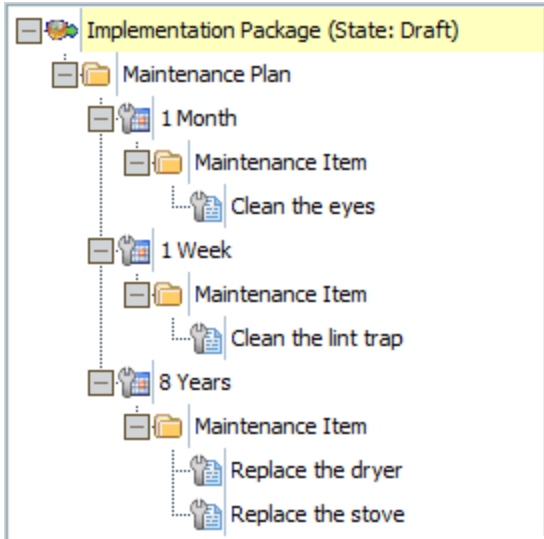 Implementation Package (State: Draft)
Maintenance Plan
1 Month
Maintenance Item
Clean the eyes
1 Week
Maintenance Item
Clean the lint trap
8 Years
Maintenance Item
Replace the dryer
Replace the stove